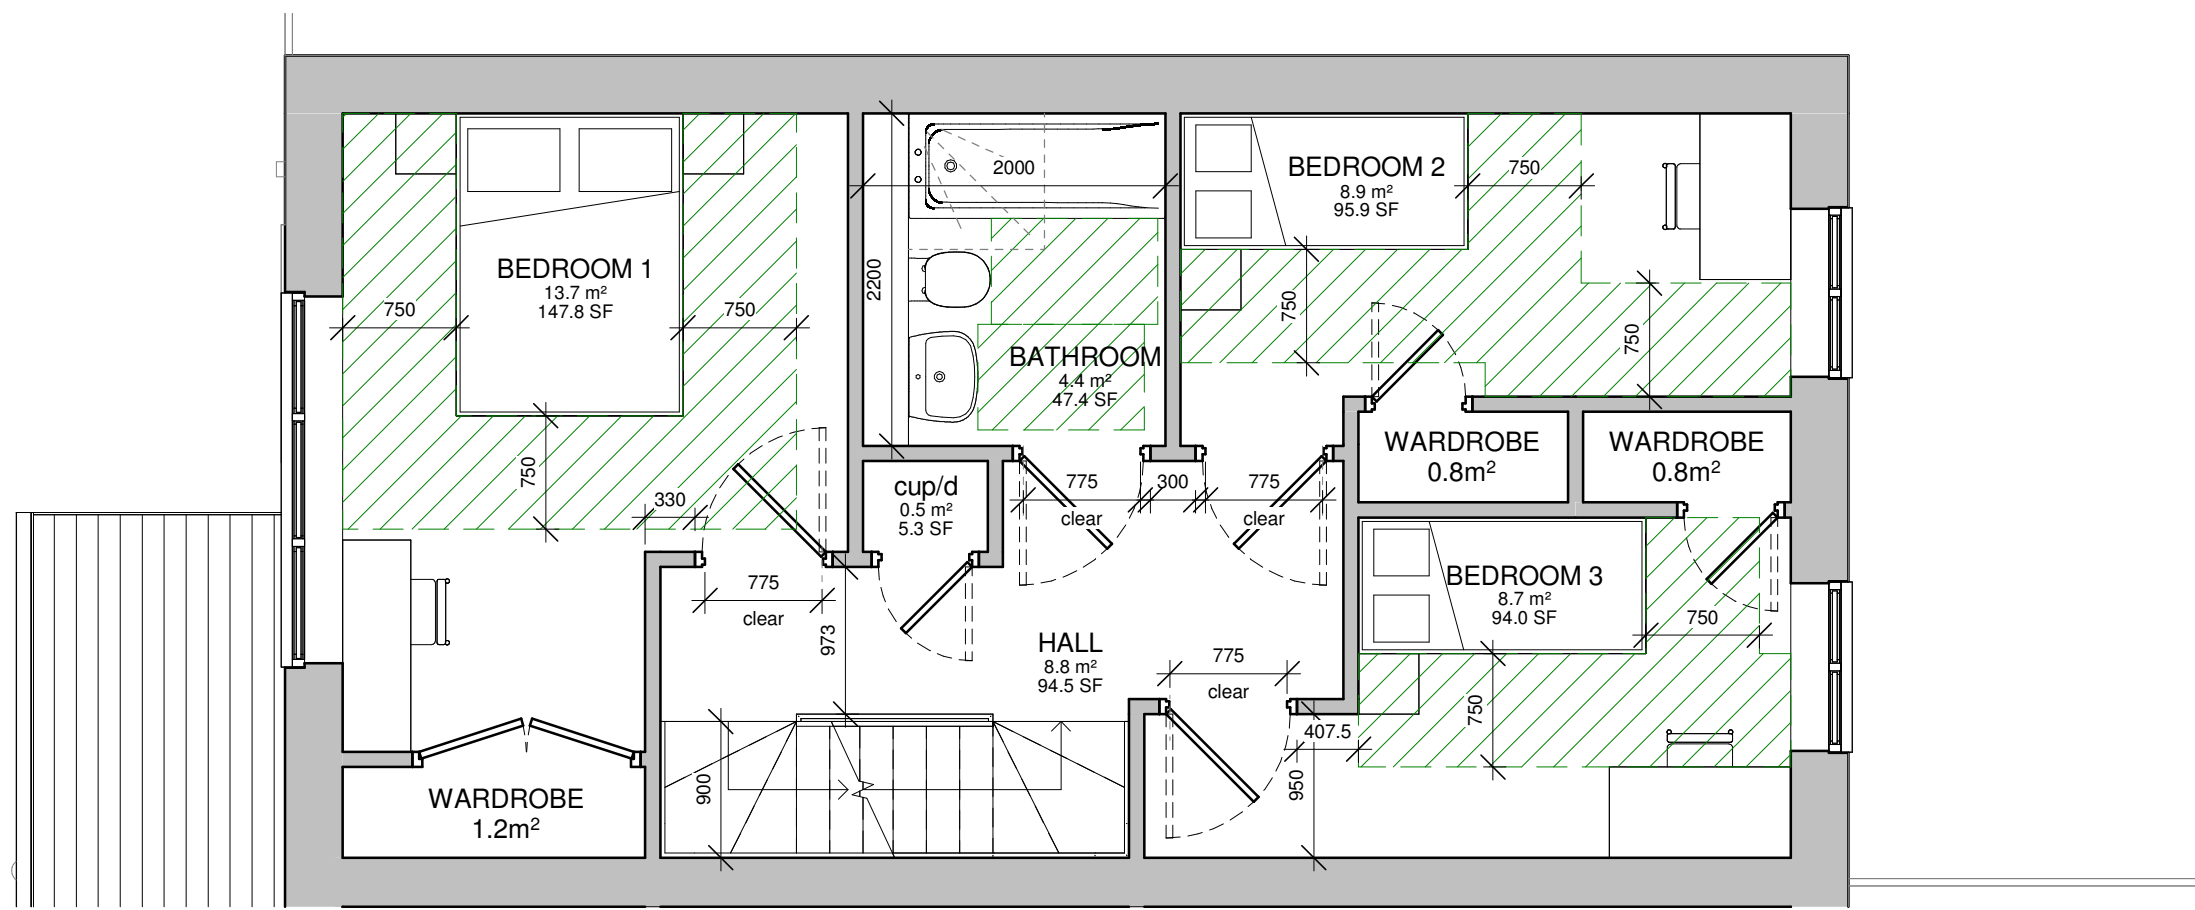 BEDROOM 1
13.7 m²
147.8 SF
750
750
750
330
775
clear
973
WARDROBE
1.2m²
900
2000
2200
BATHROOM
4.4 m²
47.4 SF
cup/d
0.5 m²
5.3 SF
775
clear
300
775
clear
HALL
8.8 m²
94.5 SF
775
clear
407.5
950
BEDROOM 2
8.9 m²
95.9 SF
750
750
750
WARDROBE
0.8m²
WARDROBE
0.8m²
BEDROOM 3
8.7 m²
94.0 SF
750
750